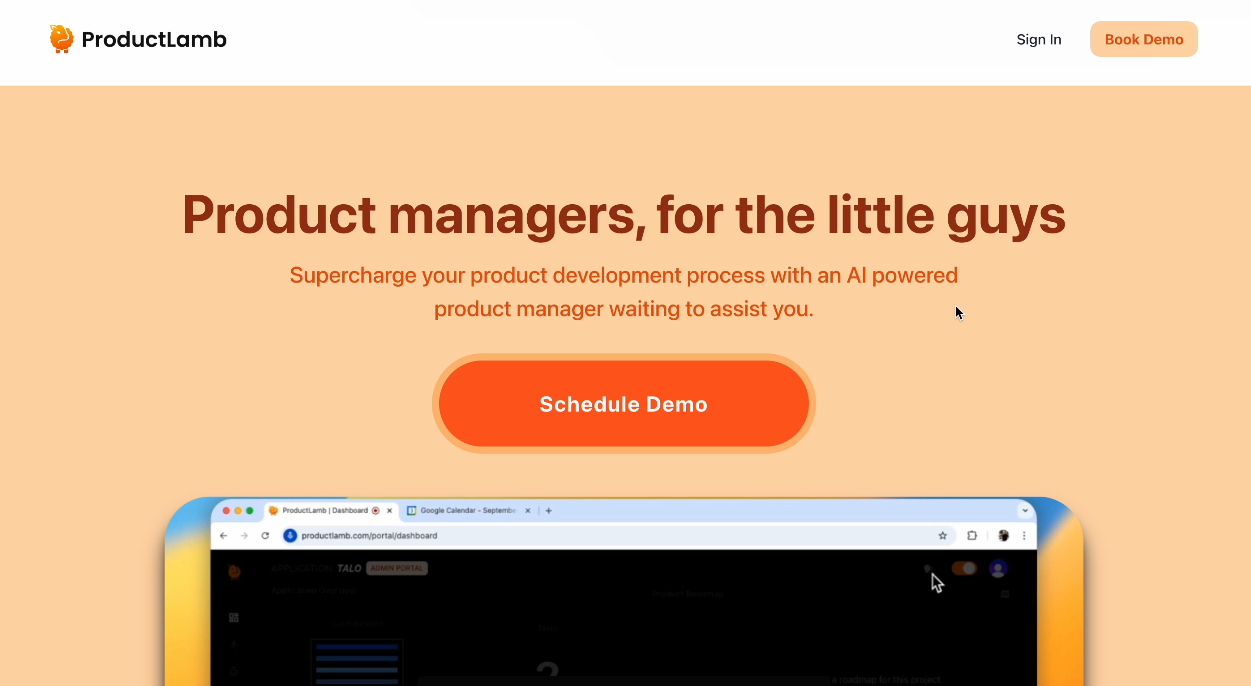 ProductLamb
Sign In
Book Demo
Product managers, for the little guys
Supercharge your product development process with an AI powered
product manager waiting to assist you.
Schedule Demo
ProductLamb | Dashboard
Google Calendar - Septembe
productlamb.com/portal/dashboard
APPLICATION: TALO
ADMIN PORTAL
Product Roadmap
a roadmap for this project.